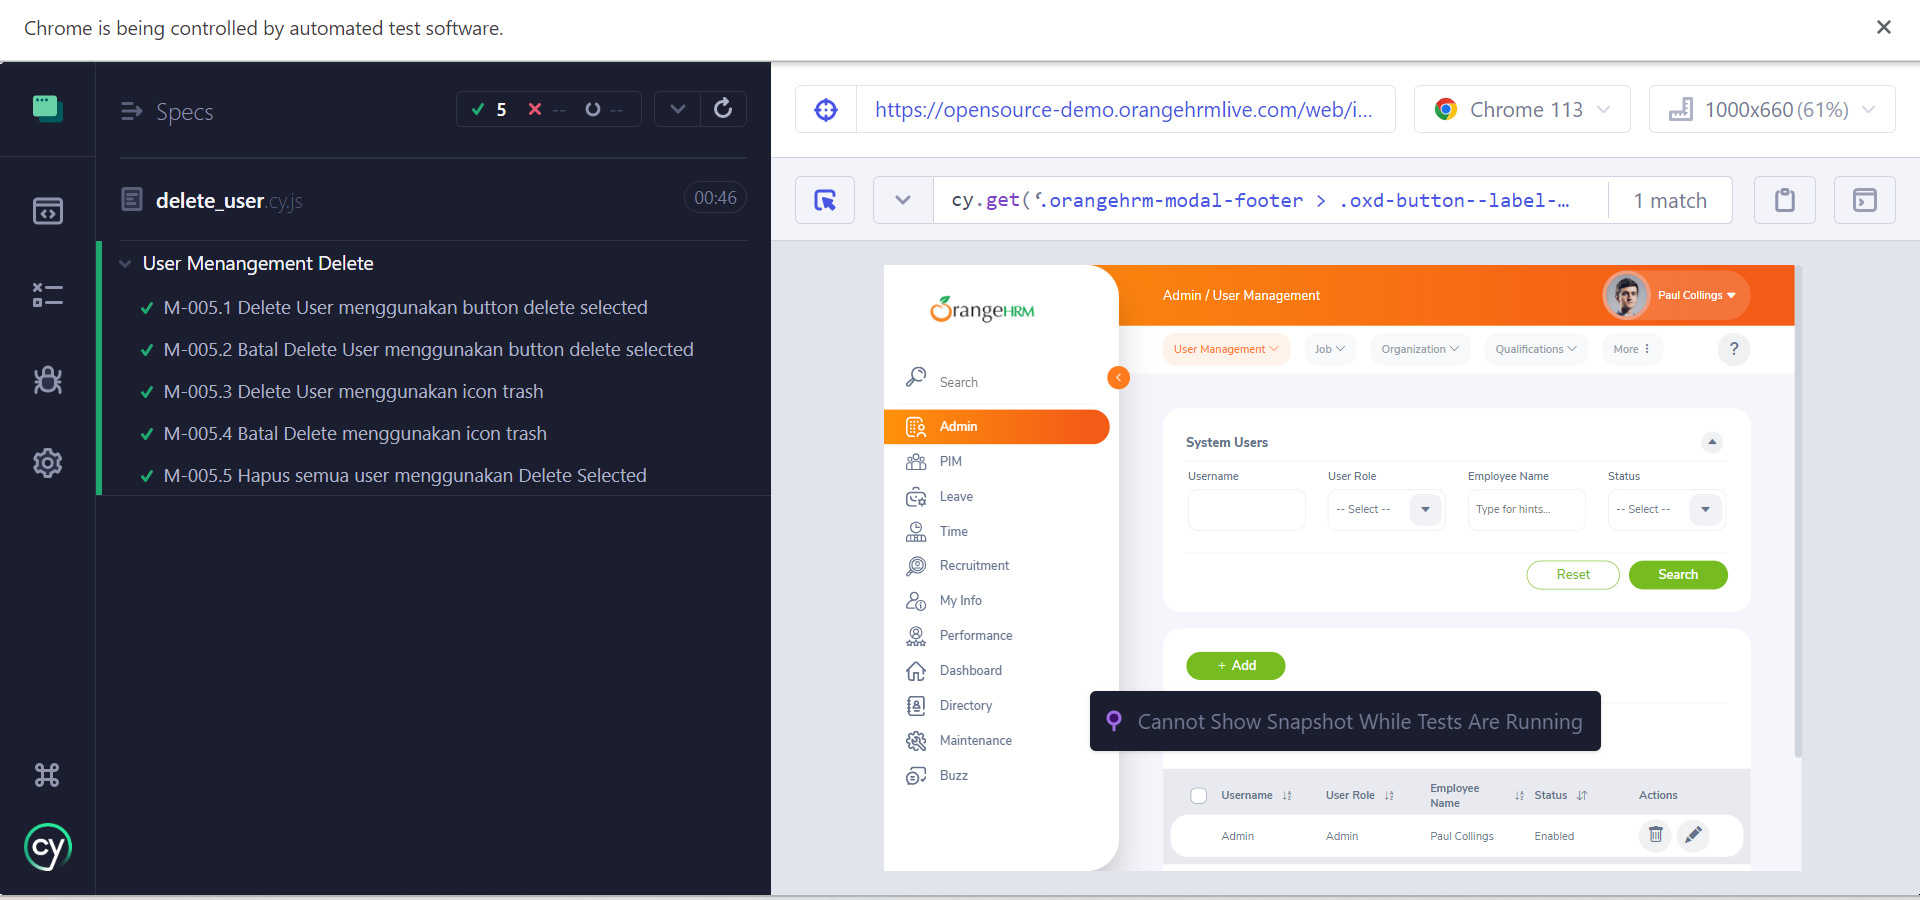 Chrome is being controlled by automated test software.
Specs
5 -- --
delete_user.cy.js
00:46
User Menangement Delete
M-005.1 Delete User menggunakan button delete selected
M-005.2 Batal Delete User menggunakan button delete selected
M-005.3 Delete User menggunakan icon trash
M-005.4 Batal Delete menggunakan icon trash
M-005.5 Hapus semua user menggunakan Delete Selected
cy
https://opensource-demo.orangehrmlive.com/web/i...
Chrome 113
1000x660 (61%)
cy.get('.orangehrm-modal-footer > .oxd-button--label-…
1 match
OrangeHRM
Search
Admin
PIM
Leave
Time
Recruitment
My Info
Performance
Dashboard
Directory
Maintenance
Buzz
Admin / User Management
Paul Collings
User Management
Job
Organization
Qualifications
More
?
System Users
Username
User Role
Employee Name
Status
-- Select --
Type for hints...
-- Select --
Reset
Search
+ Add
Cannot Show Snapshot While Tests Are Running
Username
User Role
Employee
Name
Status
Actions
Admin
Admin
Paul Collings
Enabled